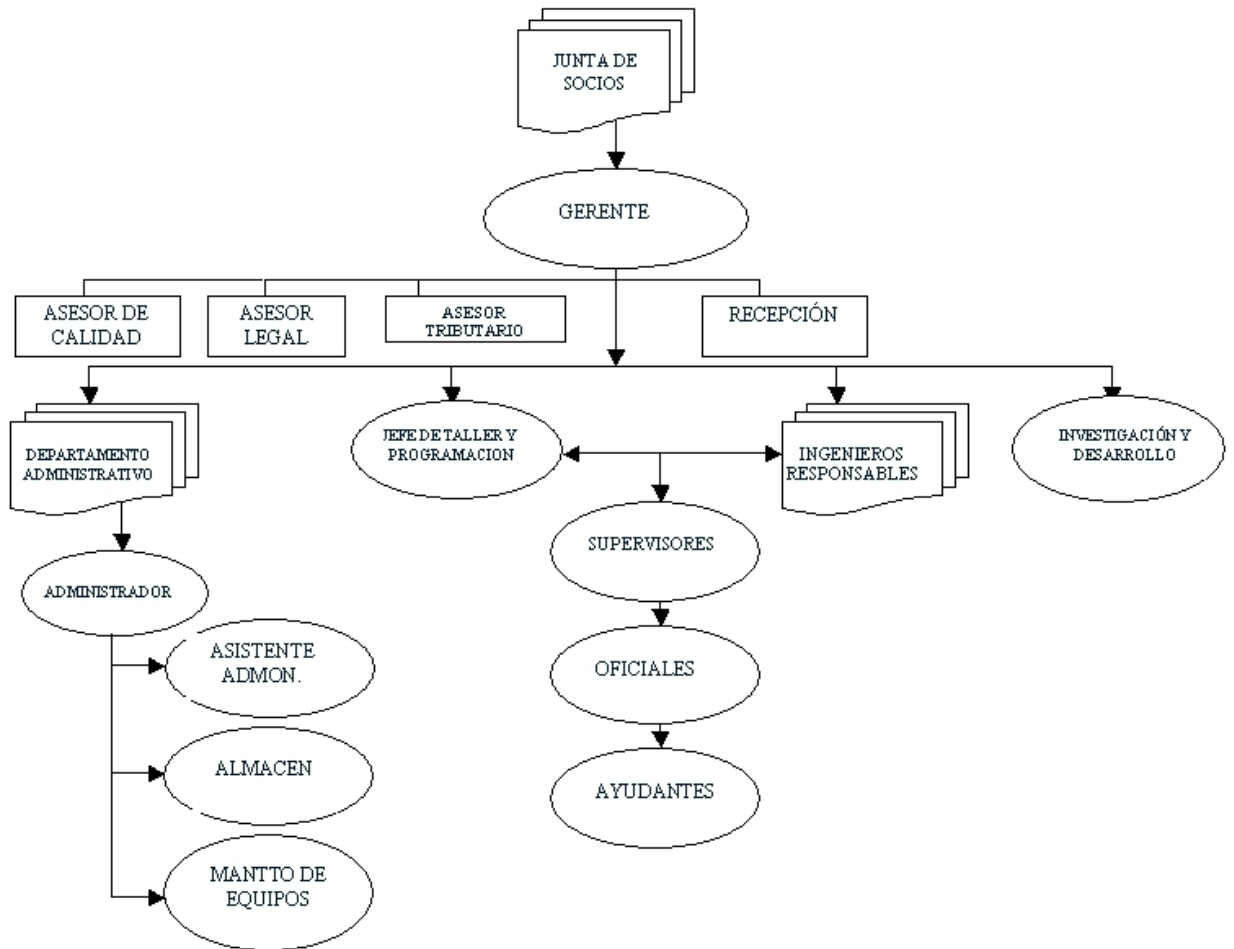 JUNTA DE
SOCIOS
GERENTE
ASESOR DE
CALIDAD
ASESOR
LEGAL
ASESOR
TRIBUTARIO
RECEPCIÓN
DEPARTAMENTO
ADMINISTRATIVO
JEFE DE TALLER Y
PROGRAMACION
INGENIEROS
RESPONSABLES
INVESTIGACIÓN Y
DESARROLLO
SUPERVISORES
ADMINISTRADOR
ASISTENTE
ADMON.
OFICIALES
ALMACEN
AYUDANTES
MANTTO DE
EQUIPOS